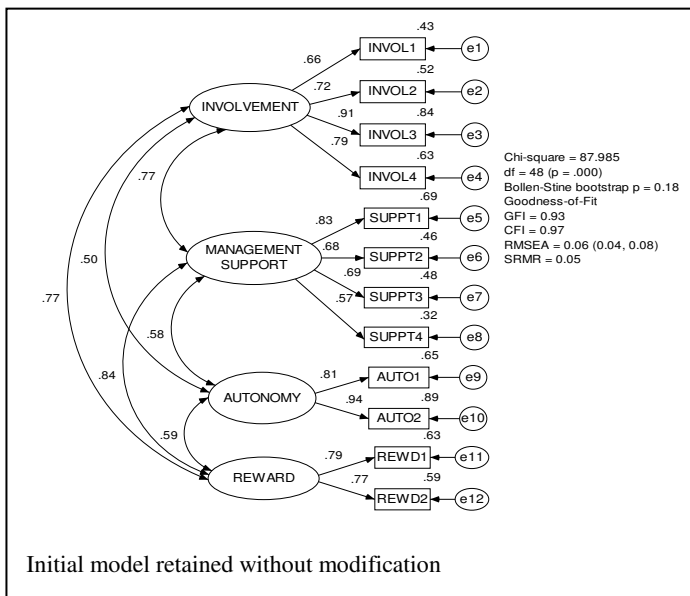 .43
.66
INVOL1
e1
.52
.72
INVOL2
e2
INVOLVEMENT
.91
.84
INVOL3
e3
.79
.63
INVOL4
e4
.77
.69
.83
SUPPT1
e5
.46
.68
SUPPT2
e6
MANAGEMENT
SUPPORT
.69
.48
SUPPT3
e7
.57
.32
SUPPT4
e8
.50
.77
.58
.65
.81
AUTO1
e9
.84
AUTONOMY
.89
.94
AUTO2
e10
.59
.63
.79
REWD1
e11
REWARD
.59
.77
REWD2
e12
Chi-square = 87.985
df = 48 (p = .000)
Bollen-Stine bootstrap p = 0.18
Goodness-of-Fit
GFI = 0.93
CFI = 0.97
RMSEA = 0.06 (0.04, 0.08)
SRMR = 0.05
Initial model retained without modification